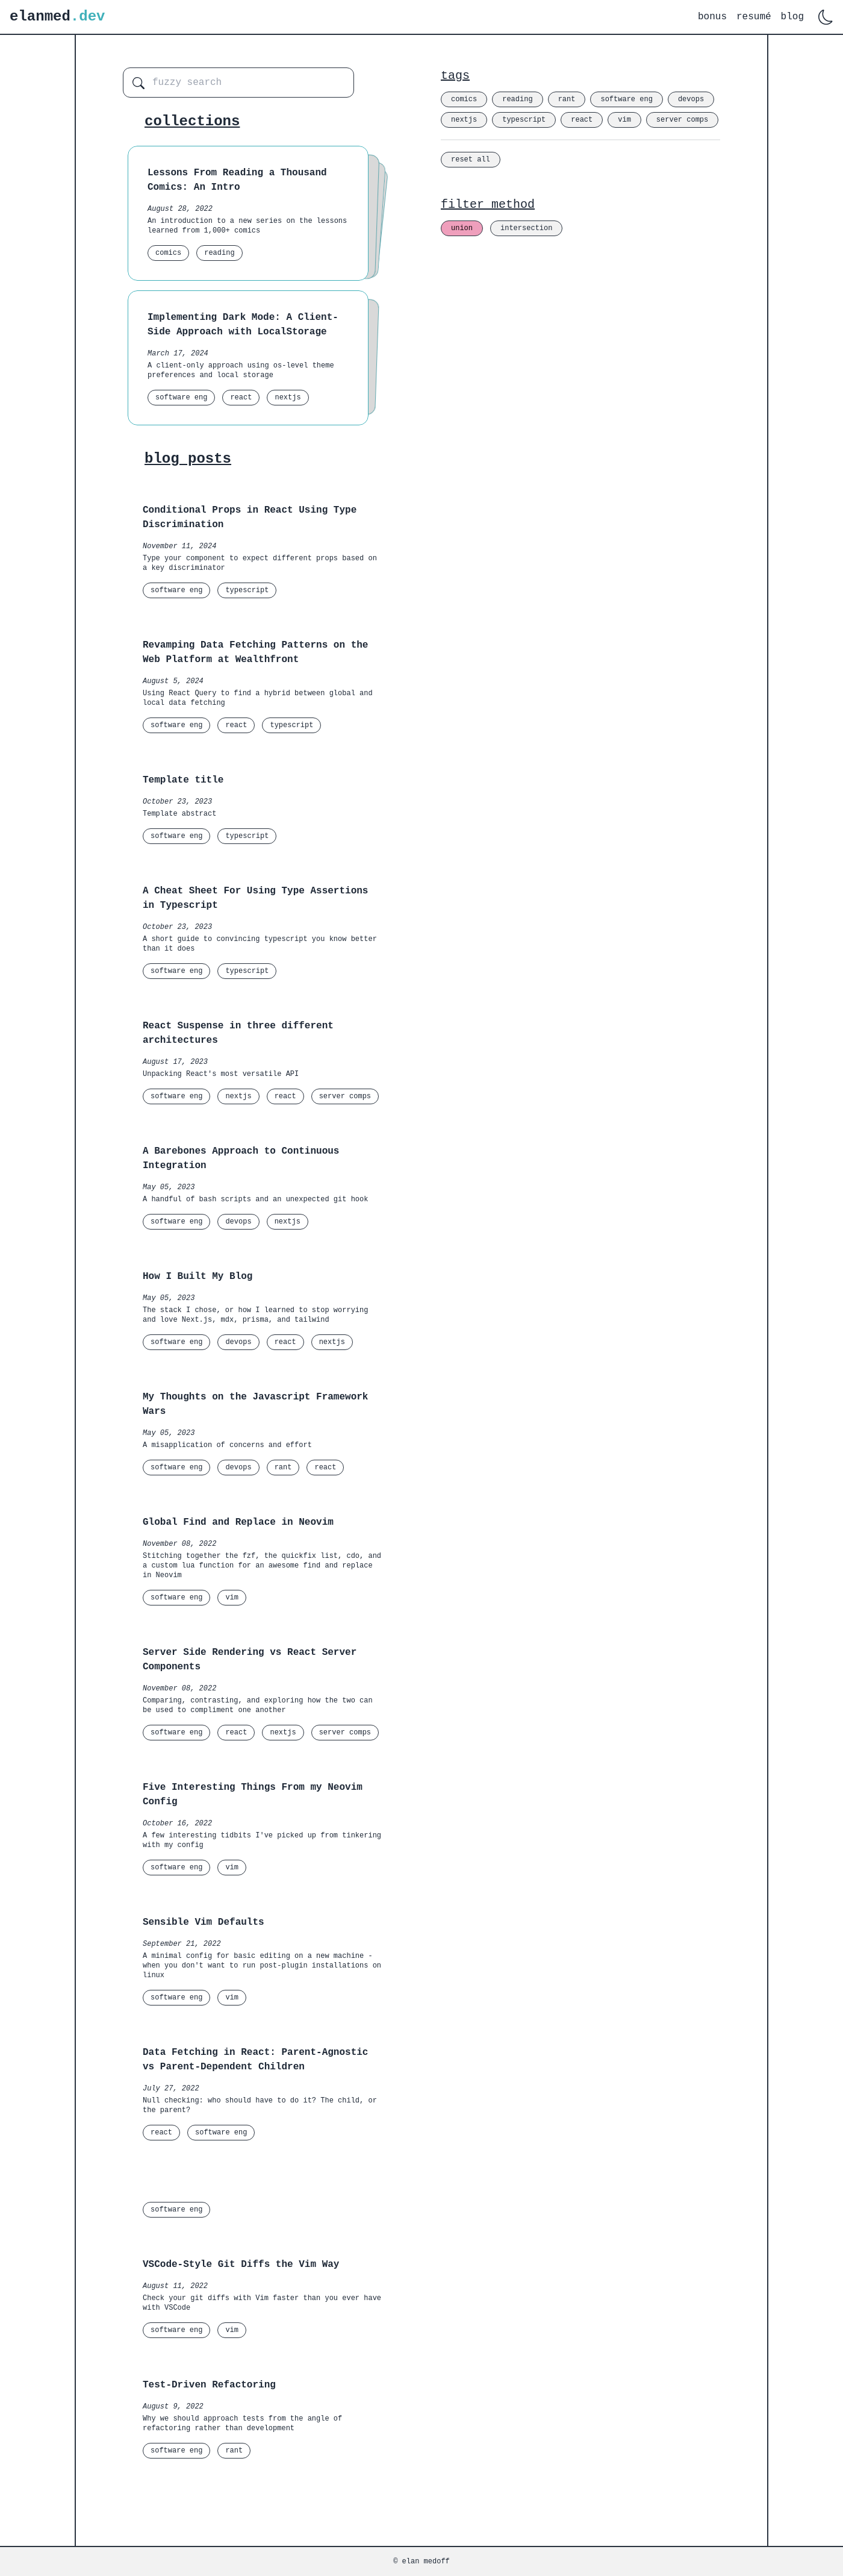 elanmed.dev
bonus resumé blog
fuzzy search
collections
Lessons From Reading a Thousand
Comics: An Intro
August 28, 2022
An introduction to a new series on the lessons
learned from 1,000+ comics
comics reading
Implementing Dark Mode: A Client-
Side Approach with LocalStorage
March 17, 2024
A client-only approach using os-level theme
preferences and local storage
software eng react nextjs
tags
comics reading rant software eng devops
nextjs typescript react vim server comps
reset all
filter method
union intersection
blog posts
Conditional Props in React Using Type
Discrimination
November 11, 2024
Type your component to expect different props based on
a key discriminator
software eng typescript
Revamping Data Fetching Patterns on the
Web Platform at Wealthfront
August 5, 2024
Using React Query to find a hybrid between global and
local data fetching
software eng react typescript
Template title
October 23, 2023
Template abstract
software eng typescript
A Cheat Sheet For Using Type Assertions
in Typescript
October 23, 2023
A short guide to convincing typescript you know better
than it does
software eng typescript
React Suspense in three different
architectures
August 17, 2023
Unpacking React's most versatile API
software eng nextjs react server comps
A Barebones Approach to Continuous
Integration
May 05, 2023
A handful of bash scripts and an unexpected git hook
software eng devops nextjs
How I Built My Blog
May 05, 2023
The stack I chose, or how I learned to stop worrying
and love Next.js, mdx, prisma, and tailwind
software eng devops react nextjs
My Thoughts on the Javascript Framework
Wars
May 05, 2023
A misapplication of concerns and effort
software eng devops rant react
Global Find and Replace in Neovim
November 08, 2022
Stitching together the fzf, the quickfix list, cdo, and
a custom lua function for an awesome find and replace
in Neovim
software eng vim
Server Side Rendering vs React Server
Components
November 08, 2022
Comparing, contrasting, and exploring how the two can
be used to compliment one another
software eng react nextjs server comps
Five Interesting Things From my Neovim
Config
October 16, 2022
A few interesting tidbits I've picked up from tinkering
with my config
software eng vim
Sensible Vim Defaults
September 21, 2022
A minimal config for basic editing on a new machine -
when you don't want to run post-plugin installations on
linux
software eng vim
Data Fetching in React: Parent-Agnostic
vs Parent-Dependent Children
July 27, 2022
Null checking: who should have to do it? The child, or
the parent?
react software eng
software eng
VSCode-Style Git Diffs the Vim Way
August 11, 2022
Check your git diffs with Vim faster than you ever have
with VSCode
software eng vim
Test-Driven Refactoring
August 9, 2022
Why we should approach tests from the angle of
refactoring rather than development
software eng rant
© elan medoff